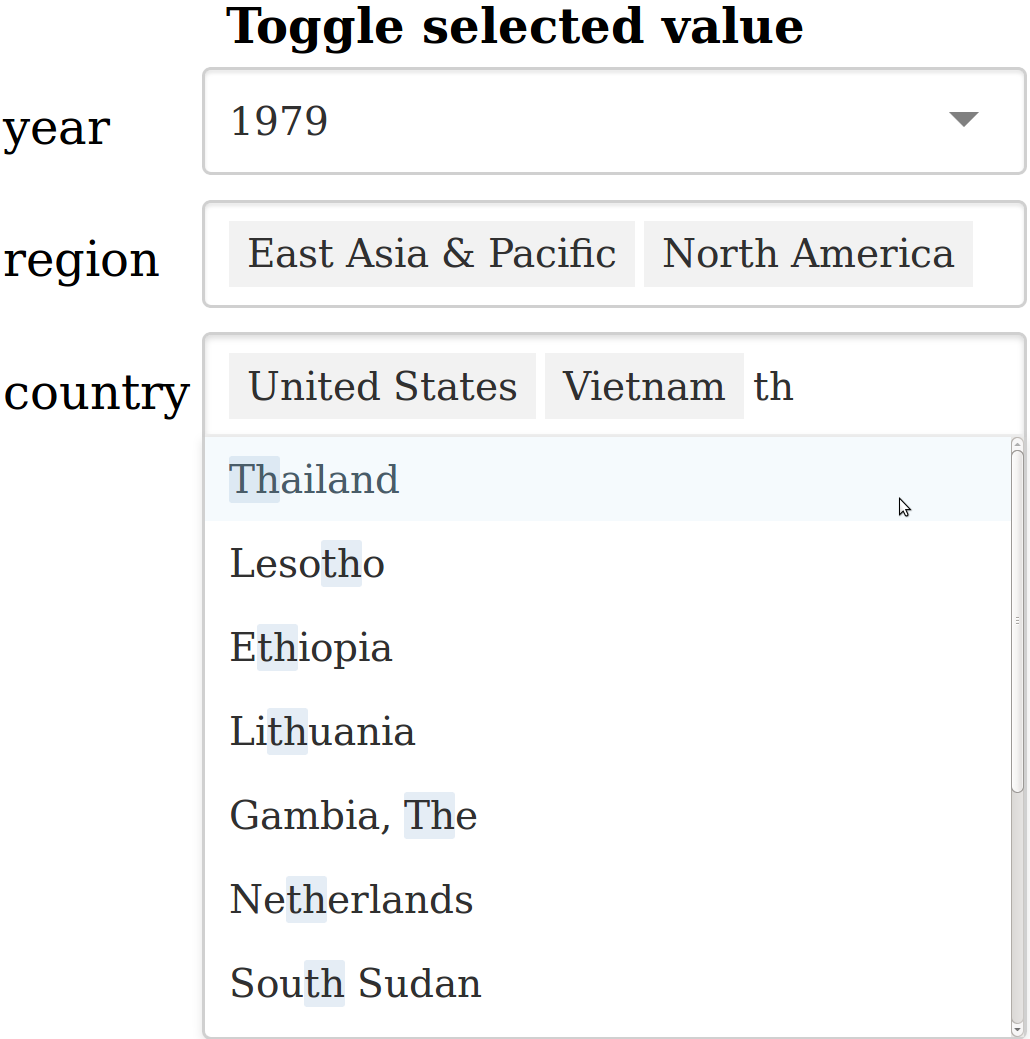 Toggle selected value
year 1979
region East Asia & Pacific North America
country United States Vietnam th
Thailand
Lesotho
Ethiopia
Lithuania
Gambia, The
Netherlands
South Sudan